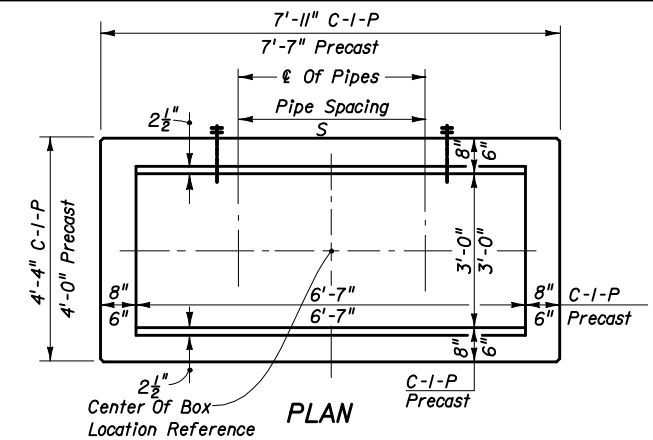 7'-11" C-I-P
7'-7" Precast
℄ Of Pipes
Pipe Spacing
S
2½"
8"
6"
4'-4" C-I-P
4'-0" Precast
3'-0"
3'-0"
8"
6"
6'-7"
6'-7"
8"
6"
C-I-P
Precast
8"
6"
2½"
C-I-P
Precast
Center Of Box
Location Reference
PLAN